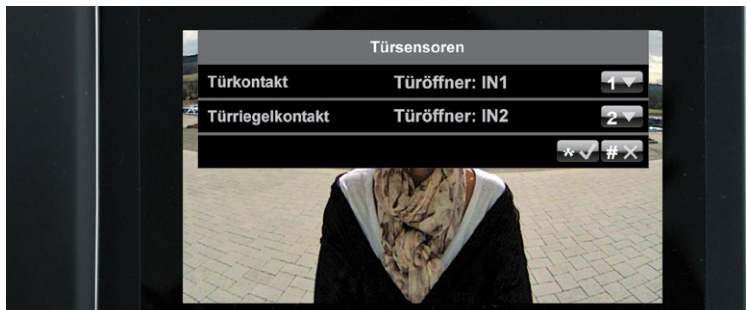 Türsensoren
Türkontakt Türöffner: IN1 1
Türriegelkontakt Türöffner: IN2 2
* #